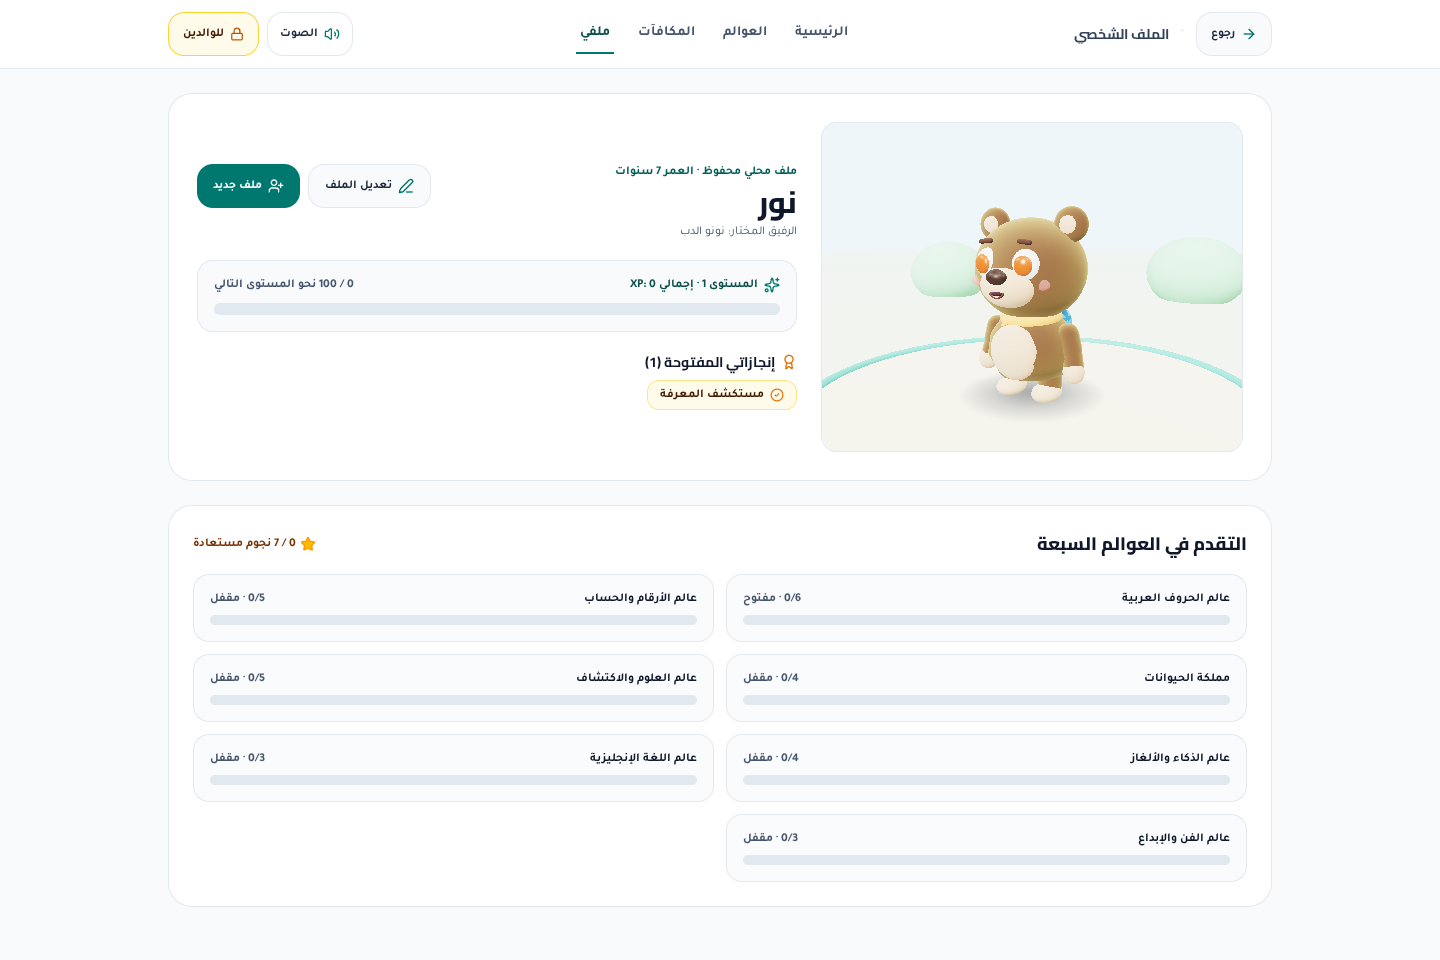 رجوع
الملف الشخصي
الرئيسية
العوالم
المكافآت
ملفي
الصوت
للوالدين
ملف محلي محفوظ · العمر 7 سنوات
نور
الرفيق المختار: نونو الدب
تعديل الملف
ملف جديد
المستوى 1 · إجمالي XP: 0
0 / 100 نحو المستوى التالي
إنجازاتي المفتوحة (1)
مستكشف المعرفة
التقدم في العوالم السبعة
0 / 7 نجوم مستعادة
عالم الحروف العربية
0/6 · مفتوح
عالم الأرقام والحساب
0/5 · مقفل
مملكة الحيوانات
0/4 · مقفل
عالم العلوم والاكتشاف
0/5 · مقفل
عالم الذكاء والألغاز
0/4 · مقفل
عالم اللغة الإنجليزية
0/3 · مقفل
عالم الفن والإبداع
0/3 · مقفل